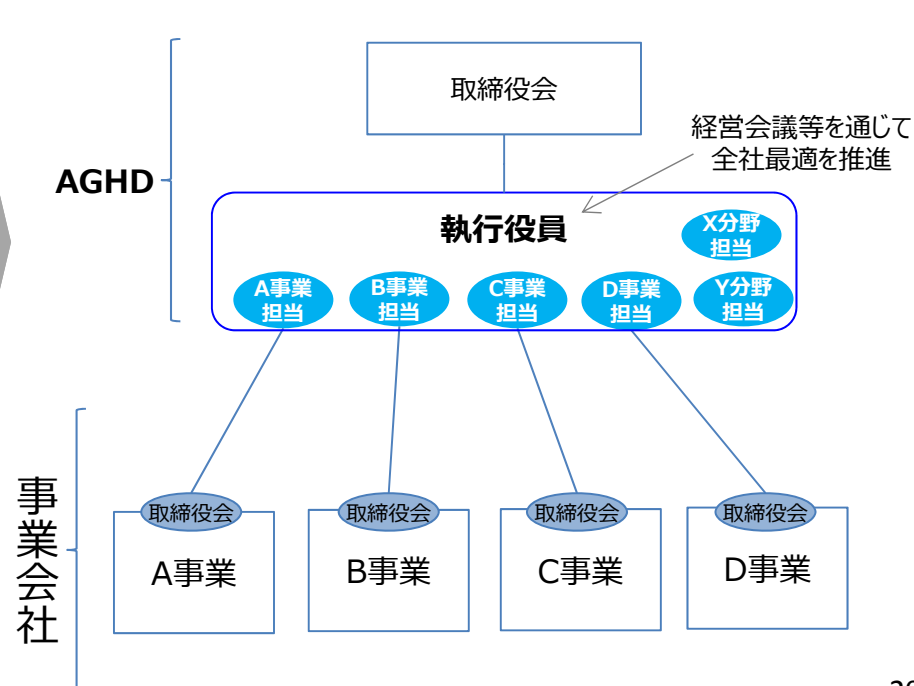 取締役会
経営会議等を通じて
全社最適を推進
AGHD
執行役員
X分野
担当
A事業
担当
B事業
担当
C事業
担当
D事業
担当
Y分野
担当
事業会社
取締役会
A事業
取締役会
B事業
取締役会
C事業
取締役会
D事業